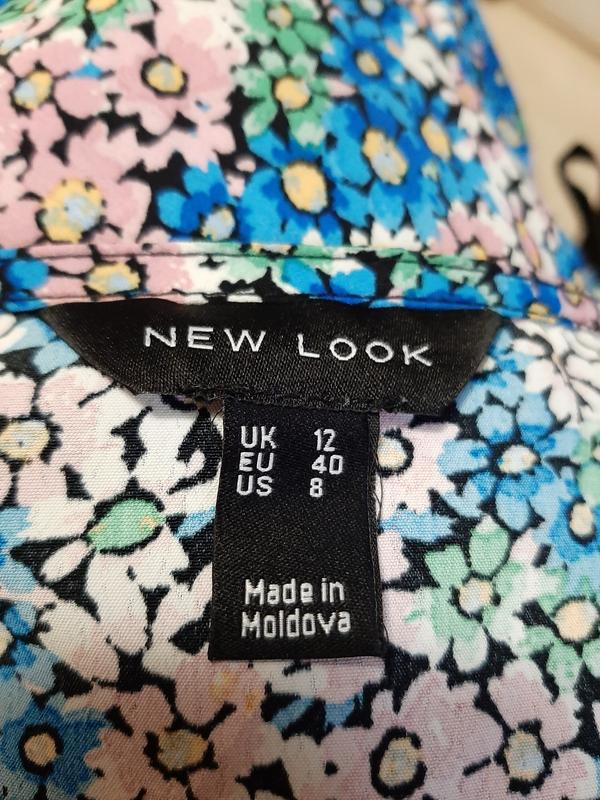 NEW LOOK
UK 12
EU 40
US 8
Made in
Moldova